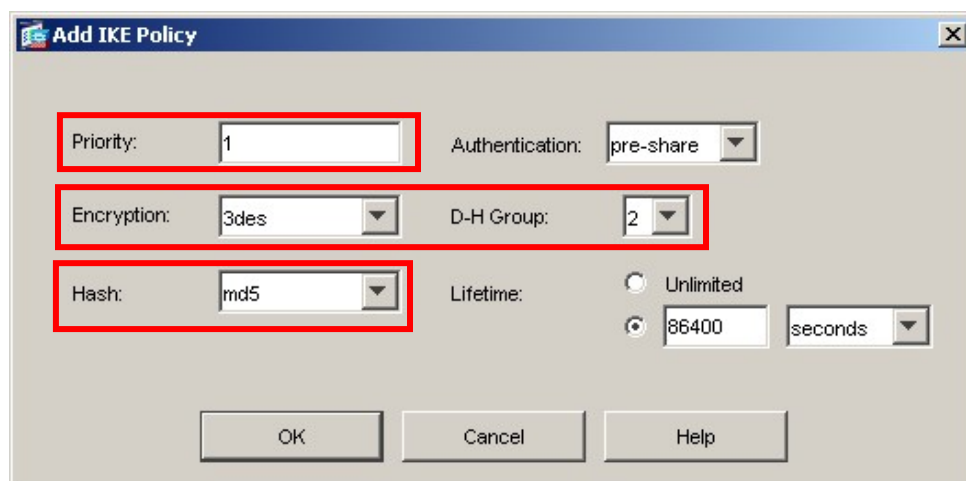 Add IKE Policy
Priority: 1 Authentication: pre-share
Encryption: 3des D-H Group: 2
Hash: md5 Lifetime: Unlimited
86400 seconds
OK Cancel Help